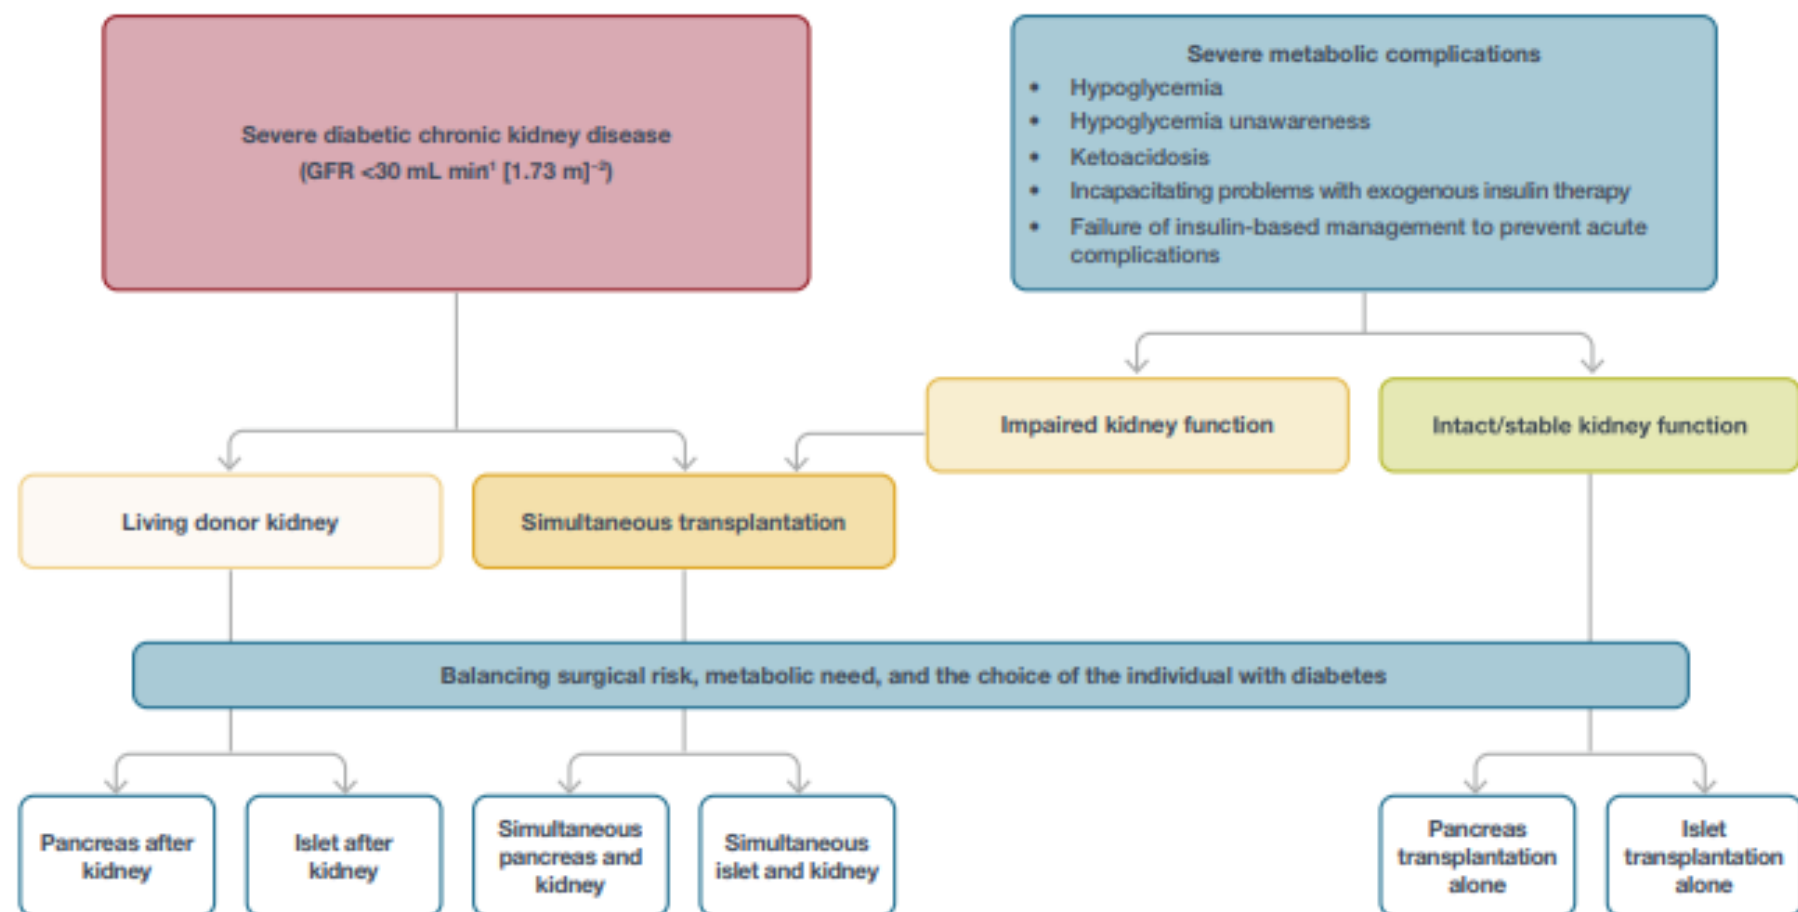 Severe diabetic chronic kidney disease
(GFR <30 mL min¹ [1.73 m]⁻²)
Severe metabolic complications
• Hypoglycemia
• Hypoglycemia unawareness
• Ketoacidosis
• Incapacitating problems with exogenous insulin therapy
• Failure of insulin-based management to prevent acute
complications
Impaired kidney function
Intact/stable kidney function
Living donor kidney
Simultaneous transplantation
Balancing surgical risk, metabolic need, and the choice of the individual with diabetes
Pancreas after
kidney
Islet after
kidney
Simultaneous
pancreas and
kidney
Simultaneous
islet and kidney
Pancreas
transplantation
alone
Islet
transplantation
alone